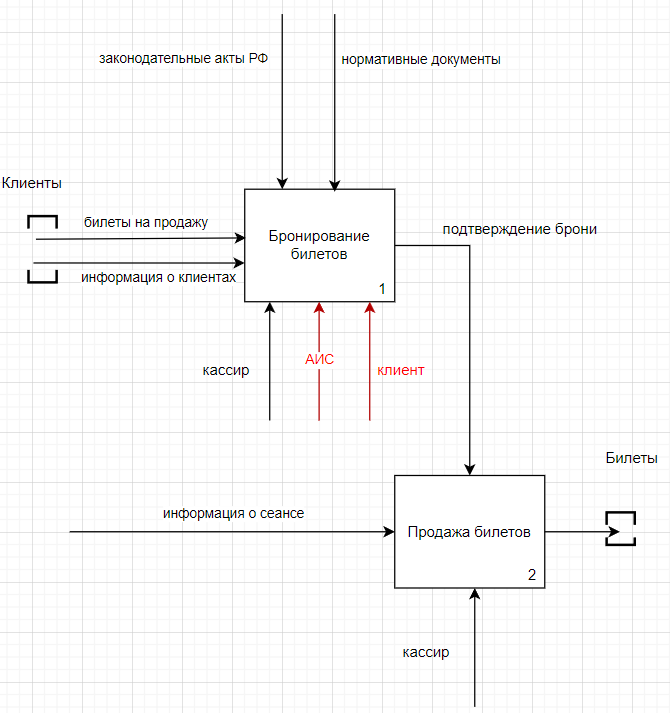 законодательные акты РФ
нормативные документы
Клиенты
билеты на продажу
информация о клиентах
Бронирование
билетов
1
подтверждение брони
кассир
АИС
клиент
Билеты
информация о сеансе
Продажа билетов
2
кассир